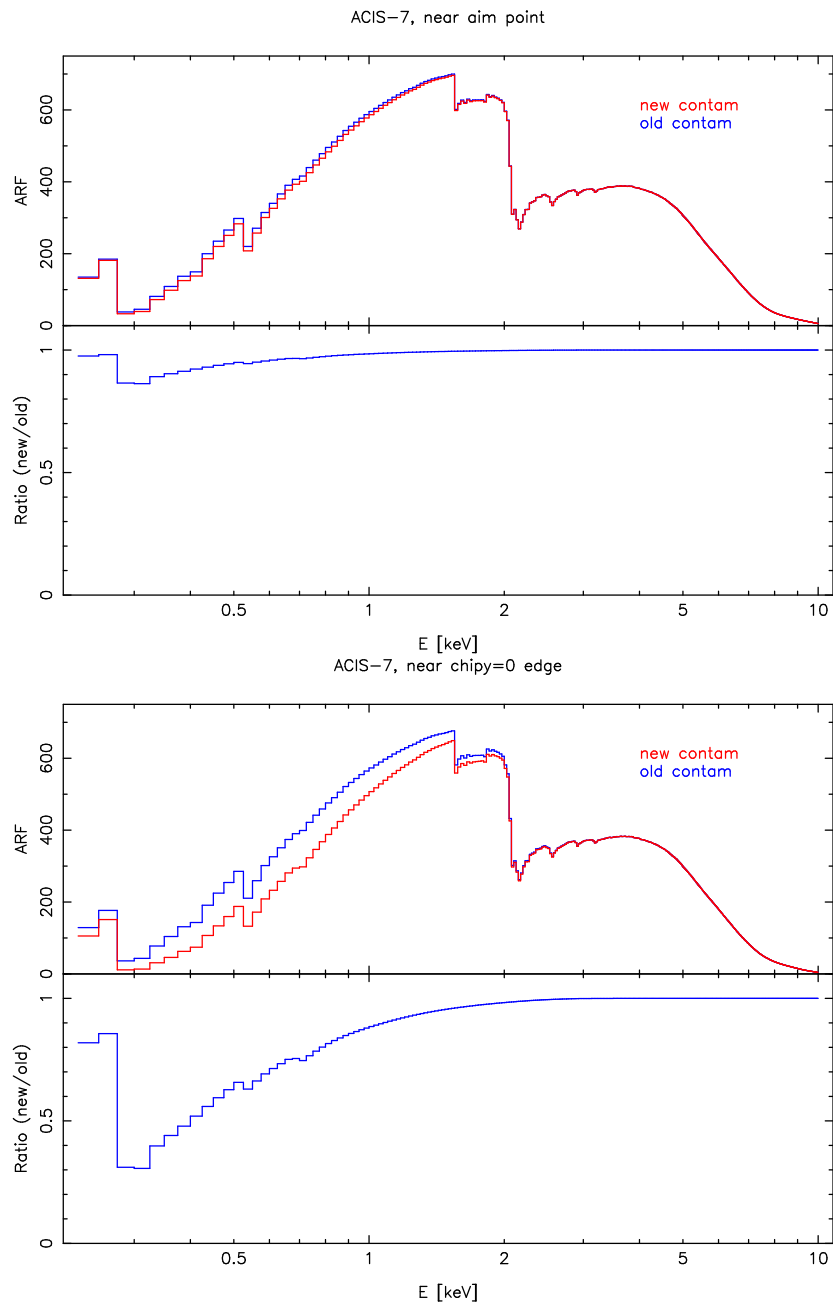 ACIS−7, near aim point
600
new contam
old contam
ARF
400
200
0
1
Ratio (new/old)
0.5
0
0.5 1 2 5 10
E [keV]
ACIS−7, near chipy=0 edge
600
new contam
old contam
ARF
400
200
0
1
Ratio (new/old)
0.5
0
0.5 1 2 5 10
E [keV]